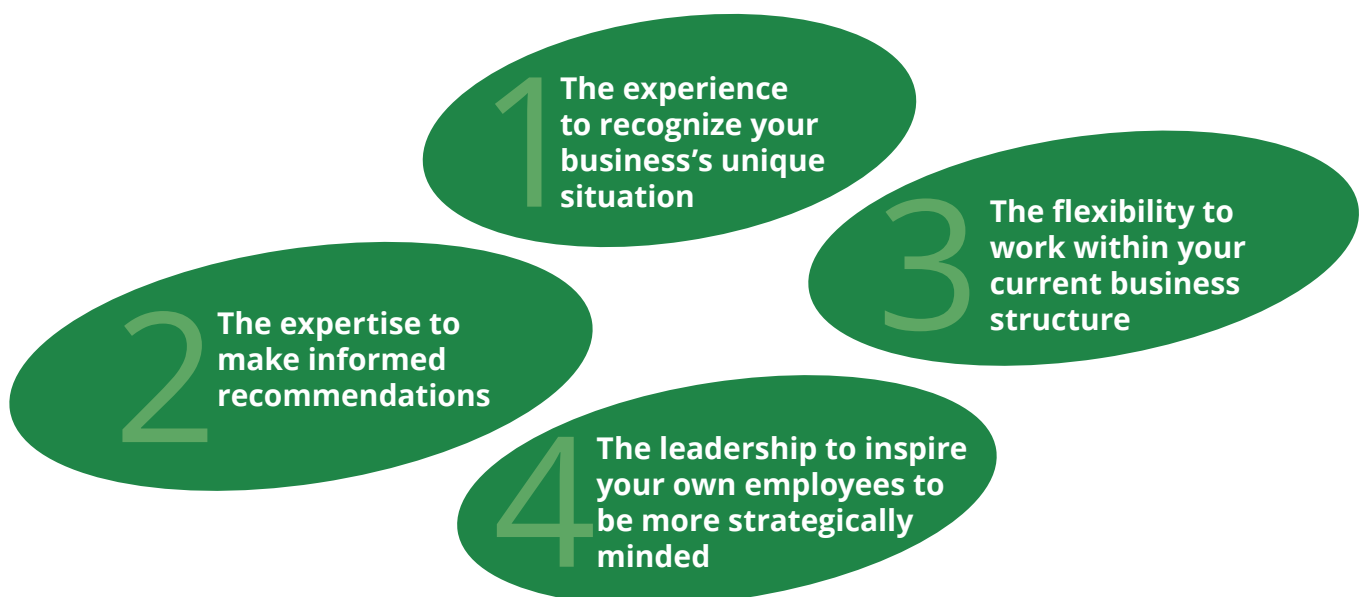 1
The experience
to recognize your
business’s unique
situation
2
The expertise to
make informed
recommendations
3
The flexibility to
work within your
current business
structure
4
The leadership to inspire
your own employees to
be more strategically
minded